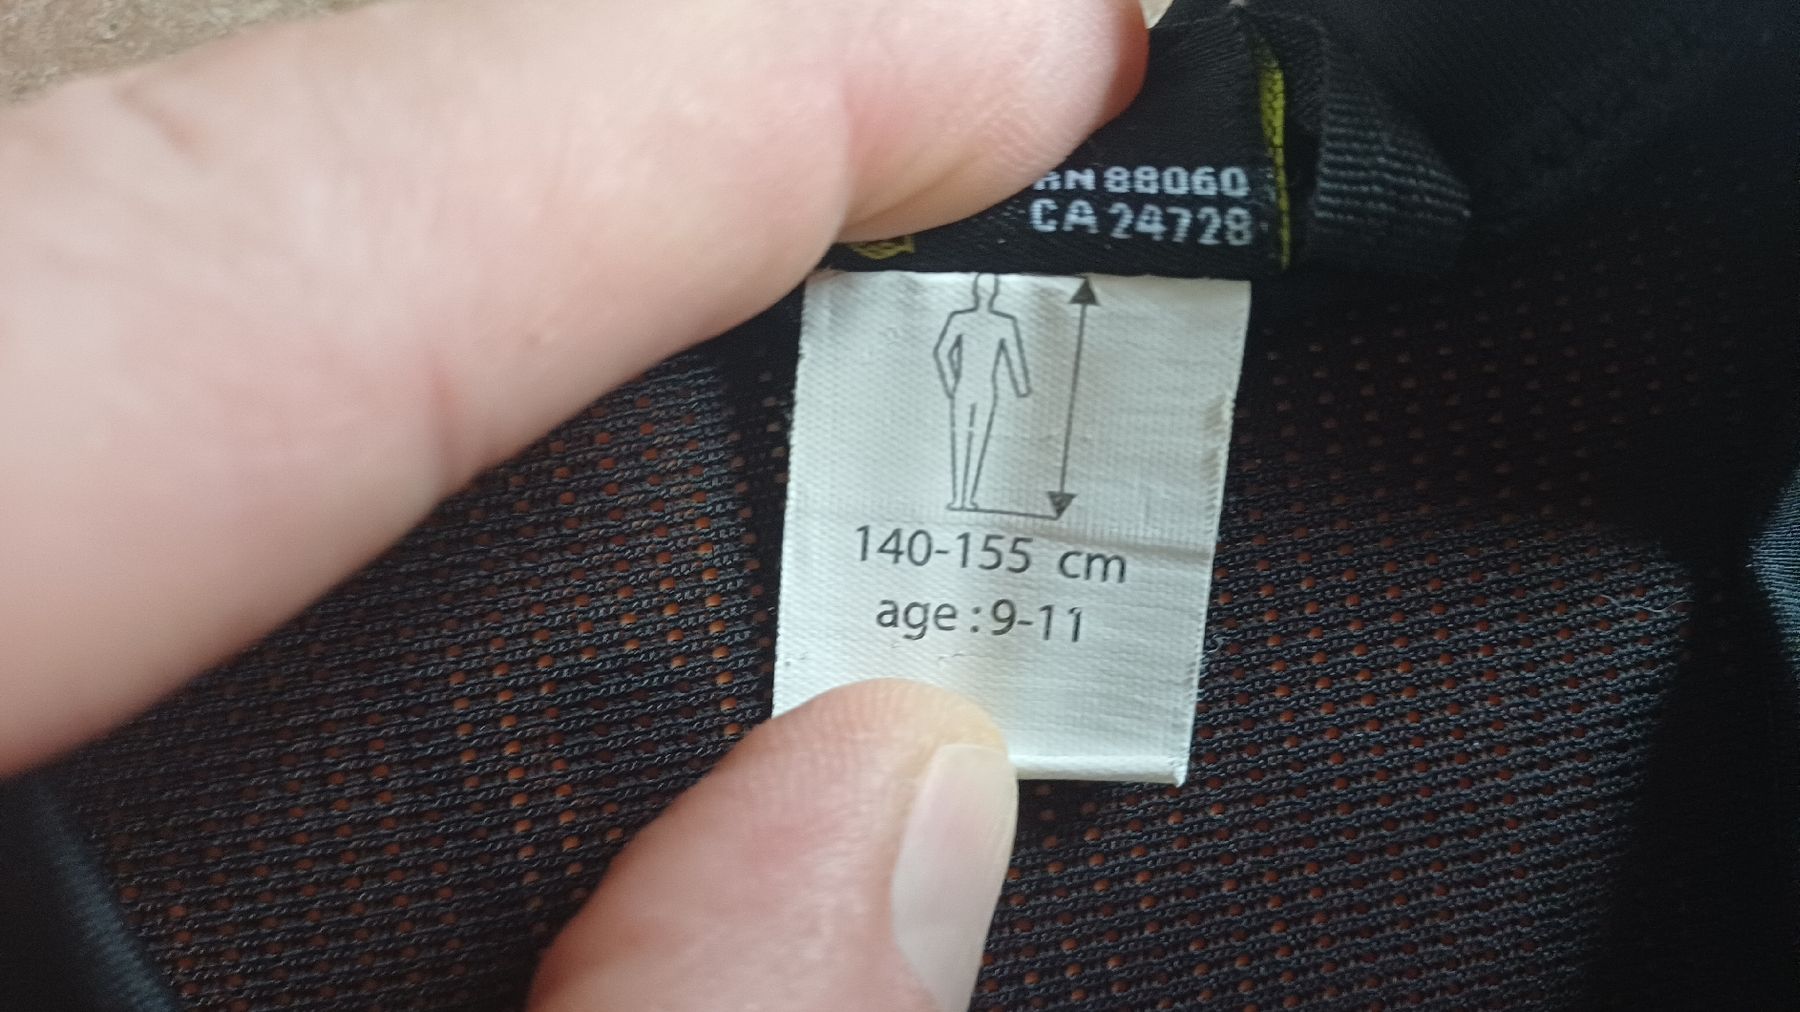 RN 88060
CA 24728
140-155 cm
age : 9-11